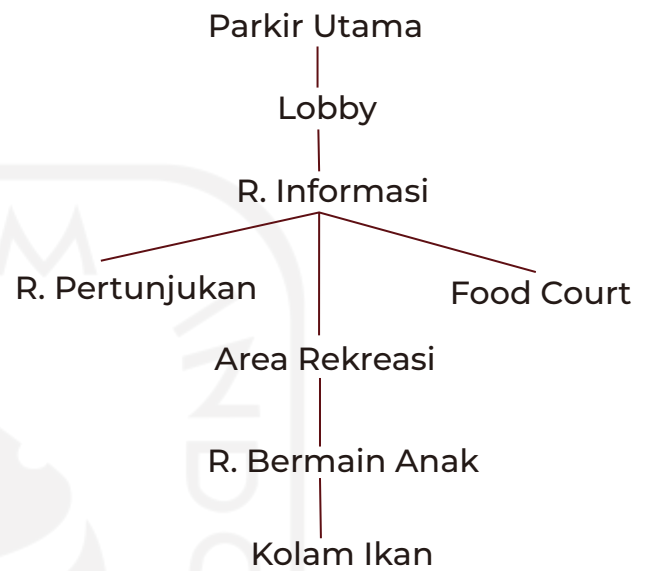 Parkir Utama
Lobby
R. Informasi
R. Pertunjukan
Food Court
Area Rekreasi
R. Bermain Anak
Kolam Ikan